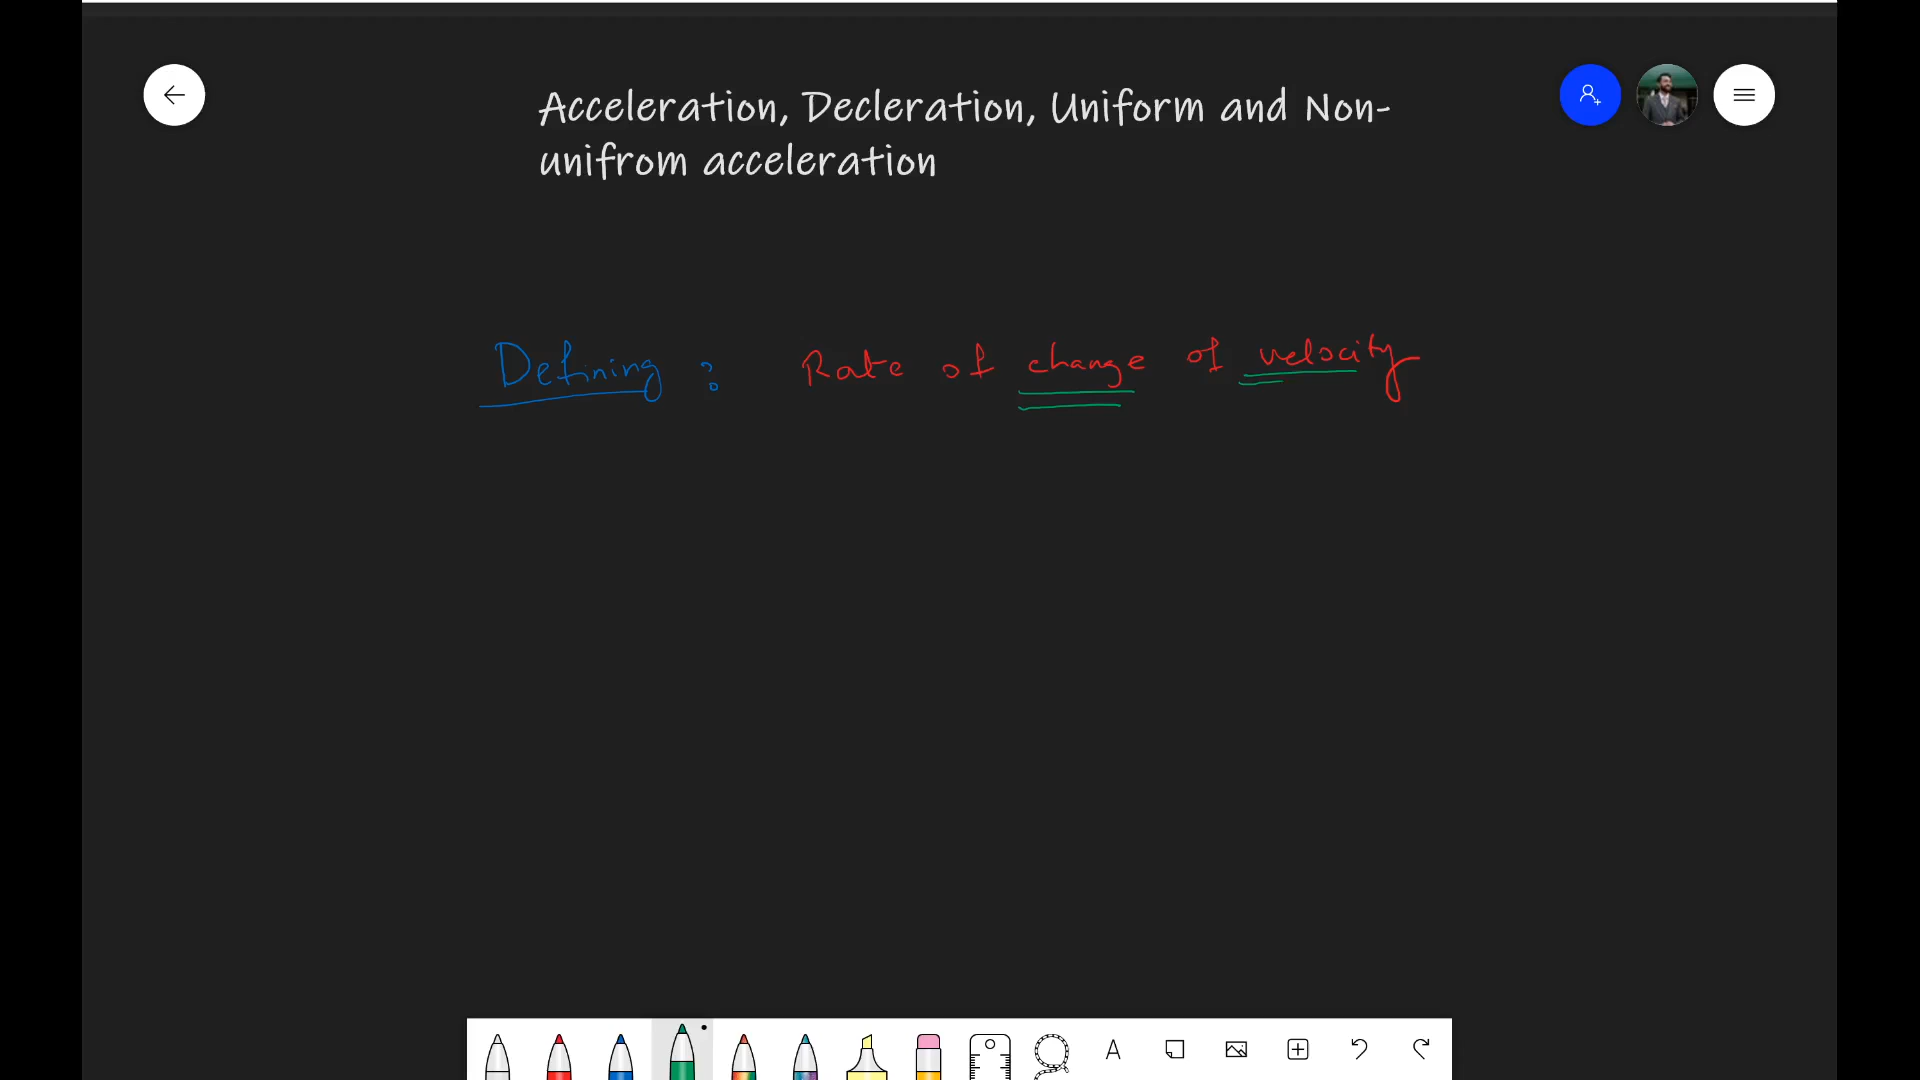 Acceleration, Decleration, Uniform and Non-
unifrom acceleration
Defining : Rate of change of velocity
A